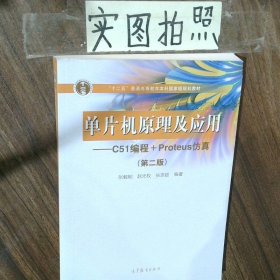 实图拍照
"十二五"普通高等教育本科国家级规划教材
单片机原理及应用
——C51编程+Proteus仿真
(第二版)
编著
高等教育出版社